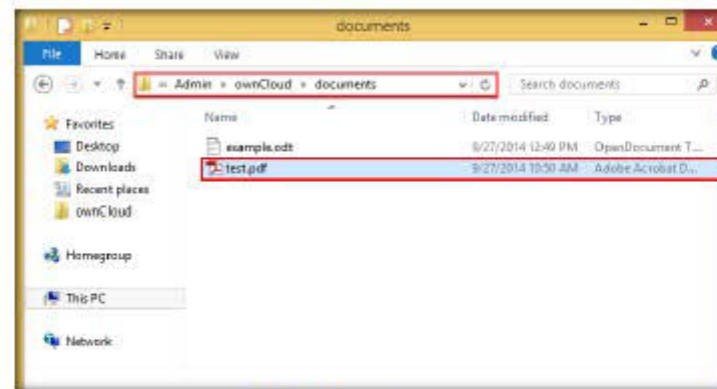 documents
File Home Share View
« Admin » ownCloud » documents Search documents
Name Date modified Type
Favorites
Desktop
Downloads
Recent places
ownCloud
Homegroup
This PC
Network
example.odt 9/27/2014 12:49 PM OpenDocument T...
test.pdf 9/27/2014 10:50 AM Adobe Acrobat D...